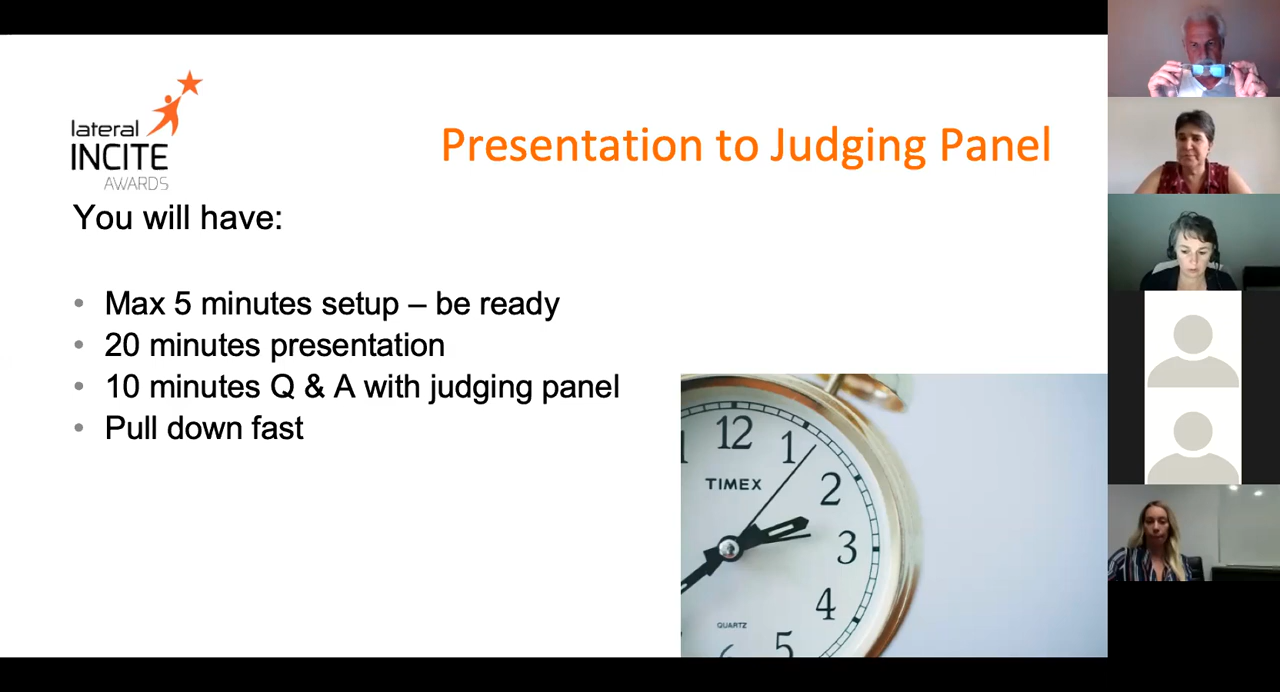 lateral
INCITE
AWARDS
Presentation to Judging Panel
You will have:
• Max 5 minutes setup – be ready
• 20 minutes presentation
• 10 minutes Q & A with judging panel
• Pull down fast
12
1
2
TIMEX
3
4
QUARTZ
5
6